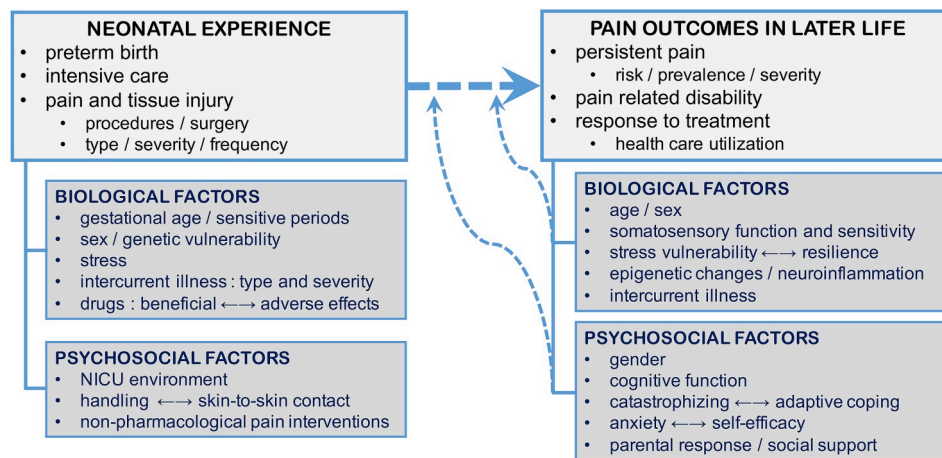 NEONATAL EXPERIENCE
• preterm birth
• intensive care
• pain and tissue injury
• procedures / surgery
• type / severity / frequency
BIOLOGICAL FACTORS
• gestational age / sensitive periods
• sex / genetic vulnerability
• stress
• intercurrent illness : type and severity
• drugs : beneficial ←→ adverse effects
PSYCHOSOCIAL FACTORS
• NICU environment
• handling ←→ skin-to-skin contact
• non-pharmacological pain interventions
PAIN OUTCOMES IN LATER LIFE
• persistent pain
• risk / prevalence / severity
• pain related disability
• response to treatment
• health care utilization
BIOLOGICAL FACTORS
• age / sex
• somatosensory function and sensitivity
• stress vulnerability ←→ resilience
• epigenetic changes / neuroinflammation
• intercurrent illness
PSYCHOSOCIAL FACTORS
• gender
• cognitive function
• catastrophizing ←→ adaptive coping
• anxiety ←→ self-efficacy
• parental response / social support